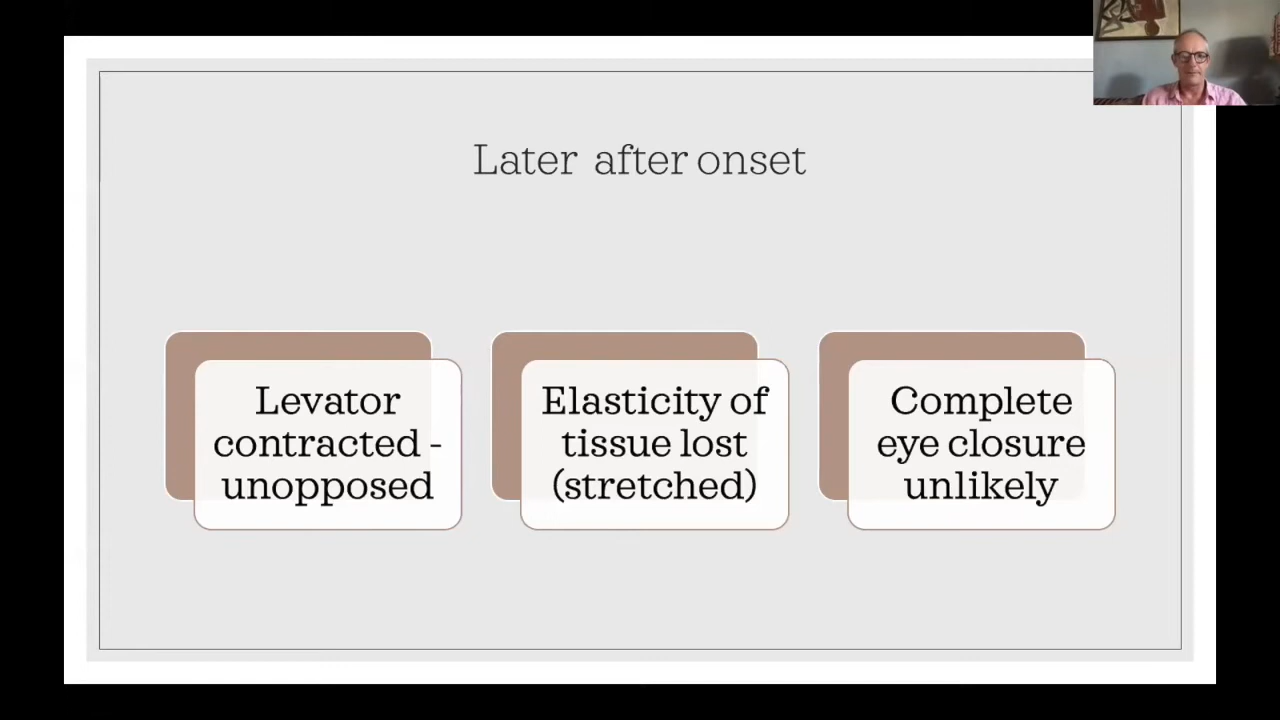 Later after onset
Levator
contracted -
unopposed
Elasticity of
tissue lost
(stretched)
Complete
eye closure
unlikely